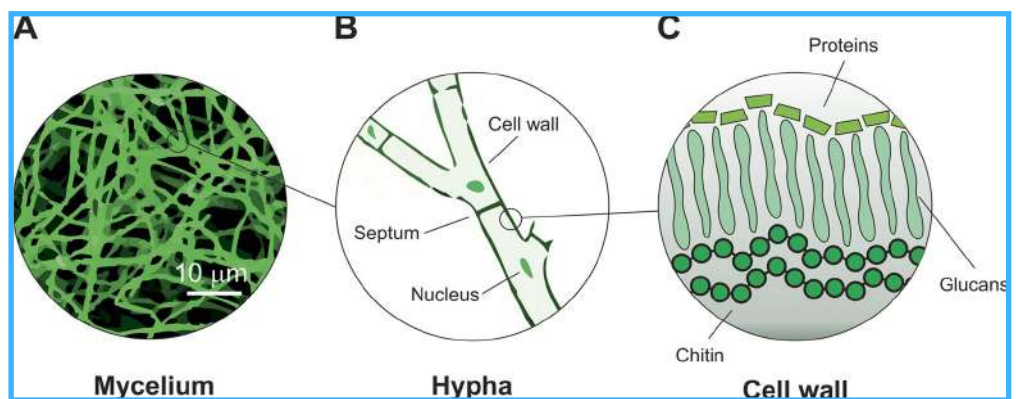 A
B
C
Proteins
Cell wall
Septum
10 μm
Nucleus
Glucans
Chitin
Mycelium
Hypha
Cell wall